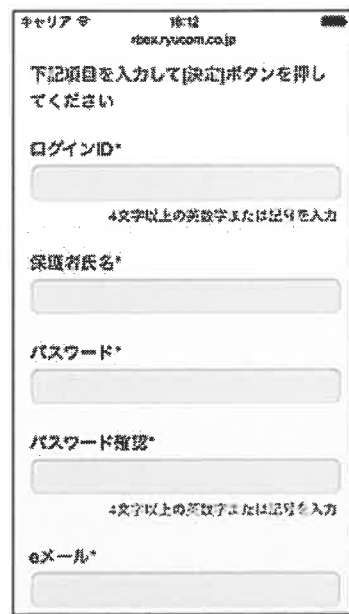 キャリア 16:12
rbex.ryucom.co.jp
下記項目を入力して[決定]ボタンを押し
てください
ログインID*
4文字以上の英数字または記号を入力
保護者氏名*
パスワード*
パスワード確認*
4文字以上の英数字または記号を入力
eメール*